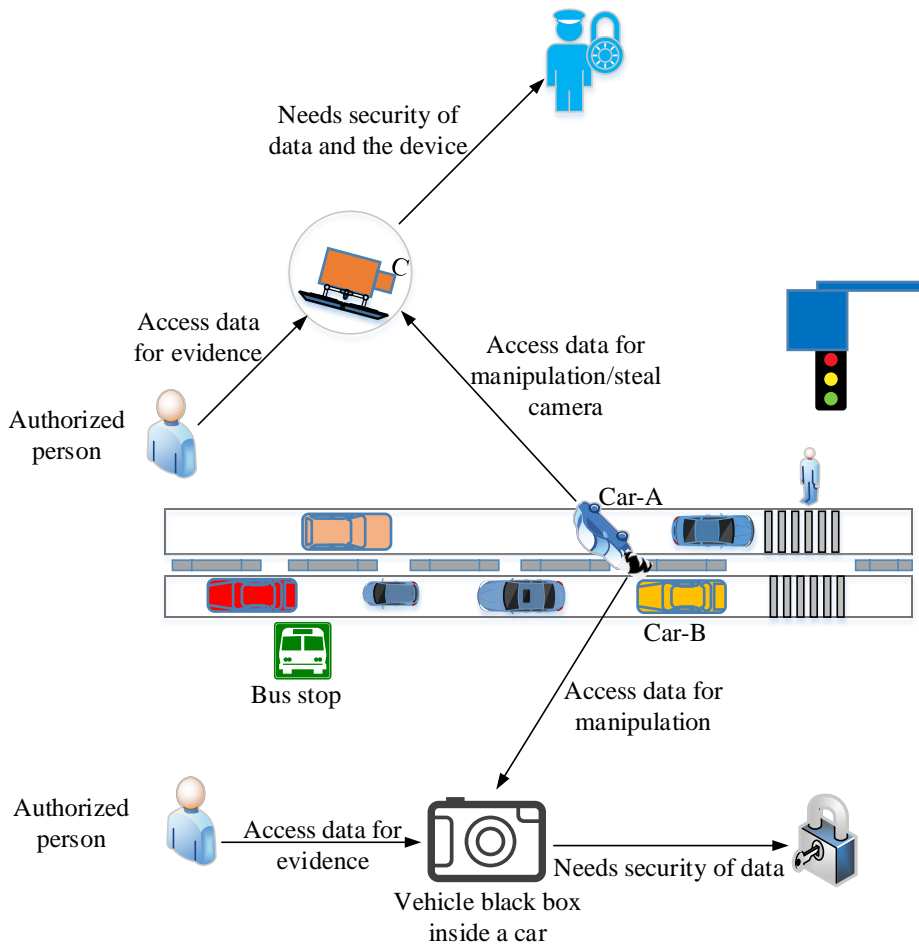 Needs security of
data and the device
C
Access data
for evidence
Access data for
manipulation/steal
camera
Authorized
person
Car-A
Car-B
Bus stop
Access data for
manipulation
Authorized
person
Access data for
evidence
Needs security of data
Vehicle black box
inside a car